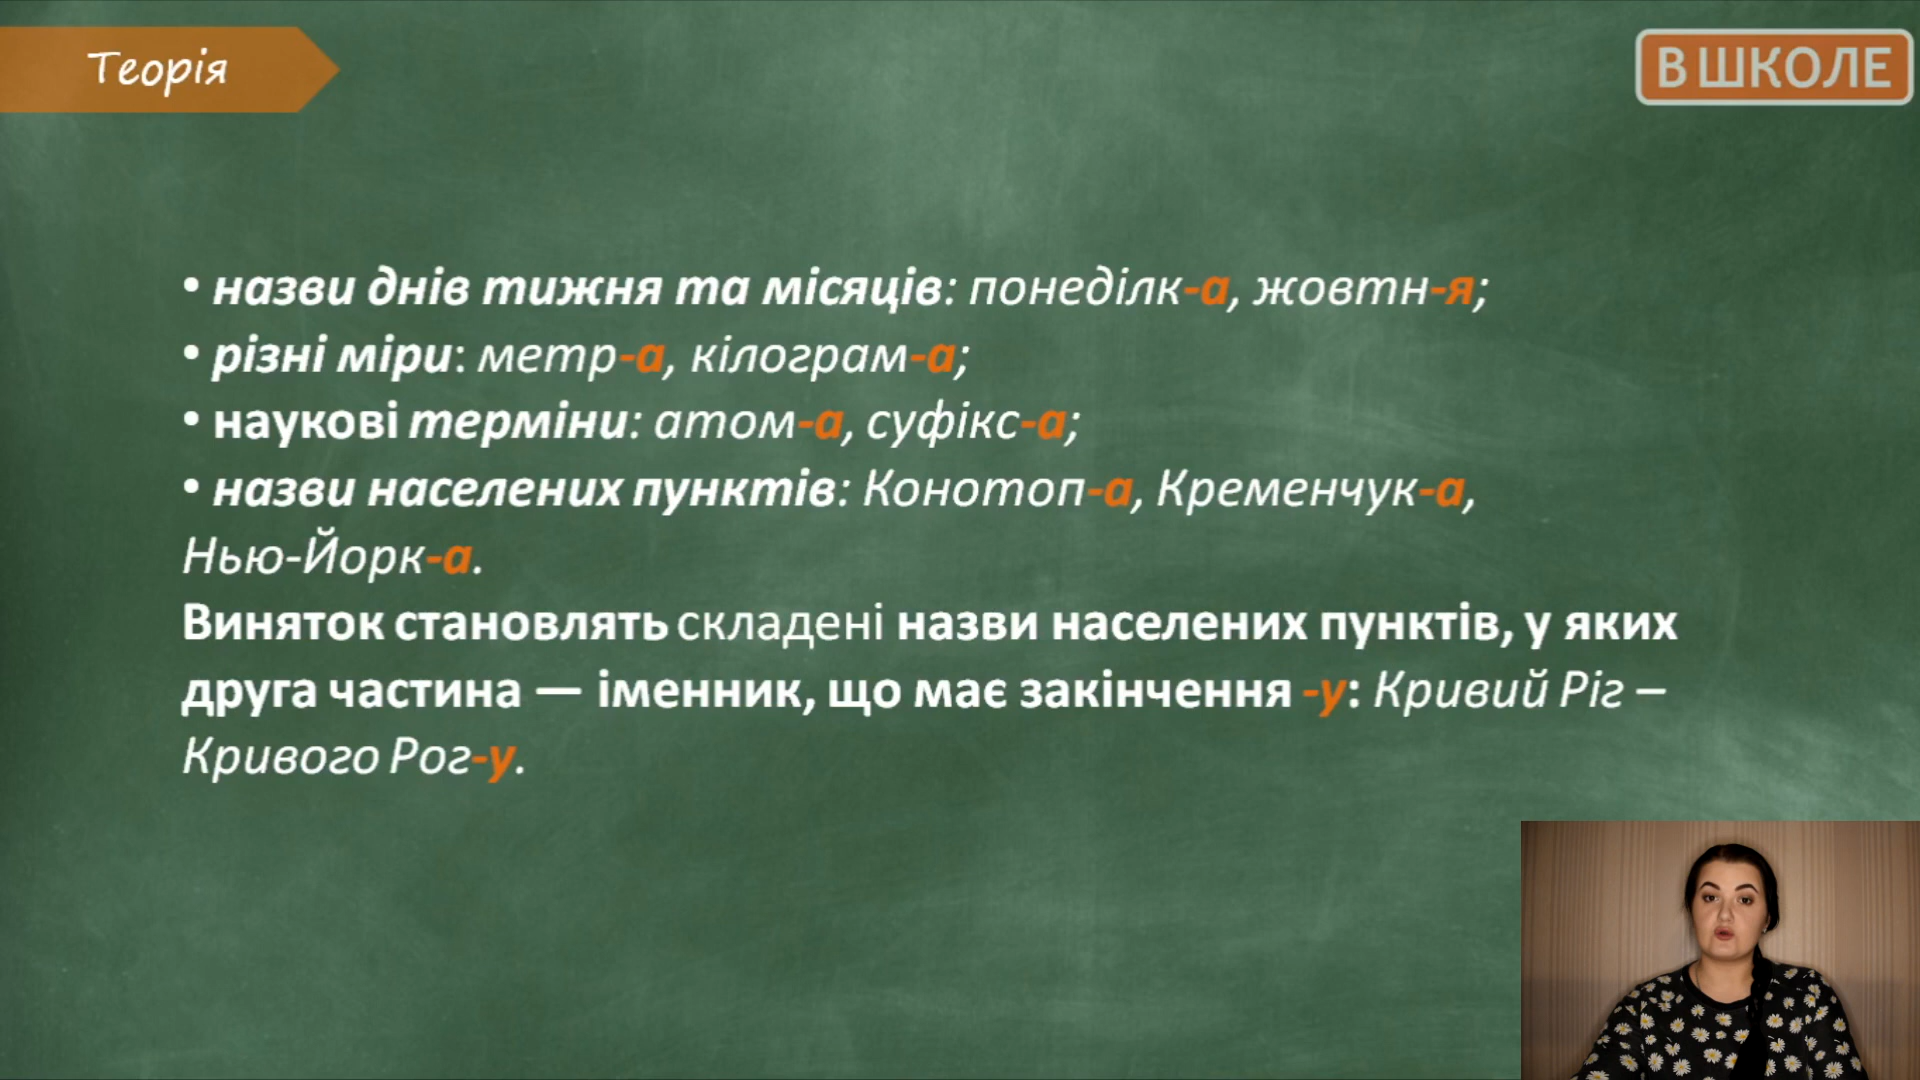 Теорія
В ШКОЛЕ
• назви днів тижня та місяців: понеділк-а, жовтн-я;
• різні міри: метр-а, кілограм-а;
• наукові терміни: атом-а, суфікс-а;
• назви населених пунктів: Конотоп-а, Кременчук-а,
Нью-Йорк-а.
Виняток становлять складені назви населених пунктів, у яких
друга частина — іменник, що має закінчення -у: Кривий Ріг –
Кривого Рог-у.